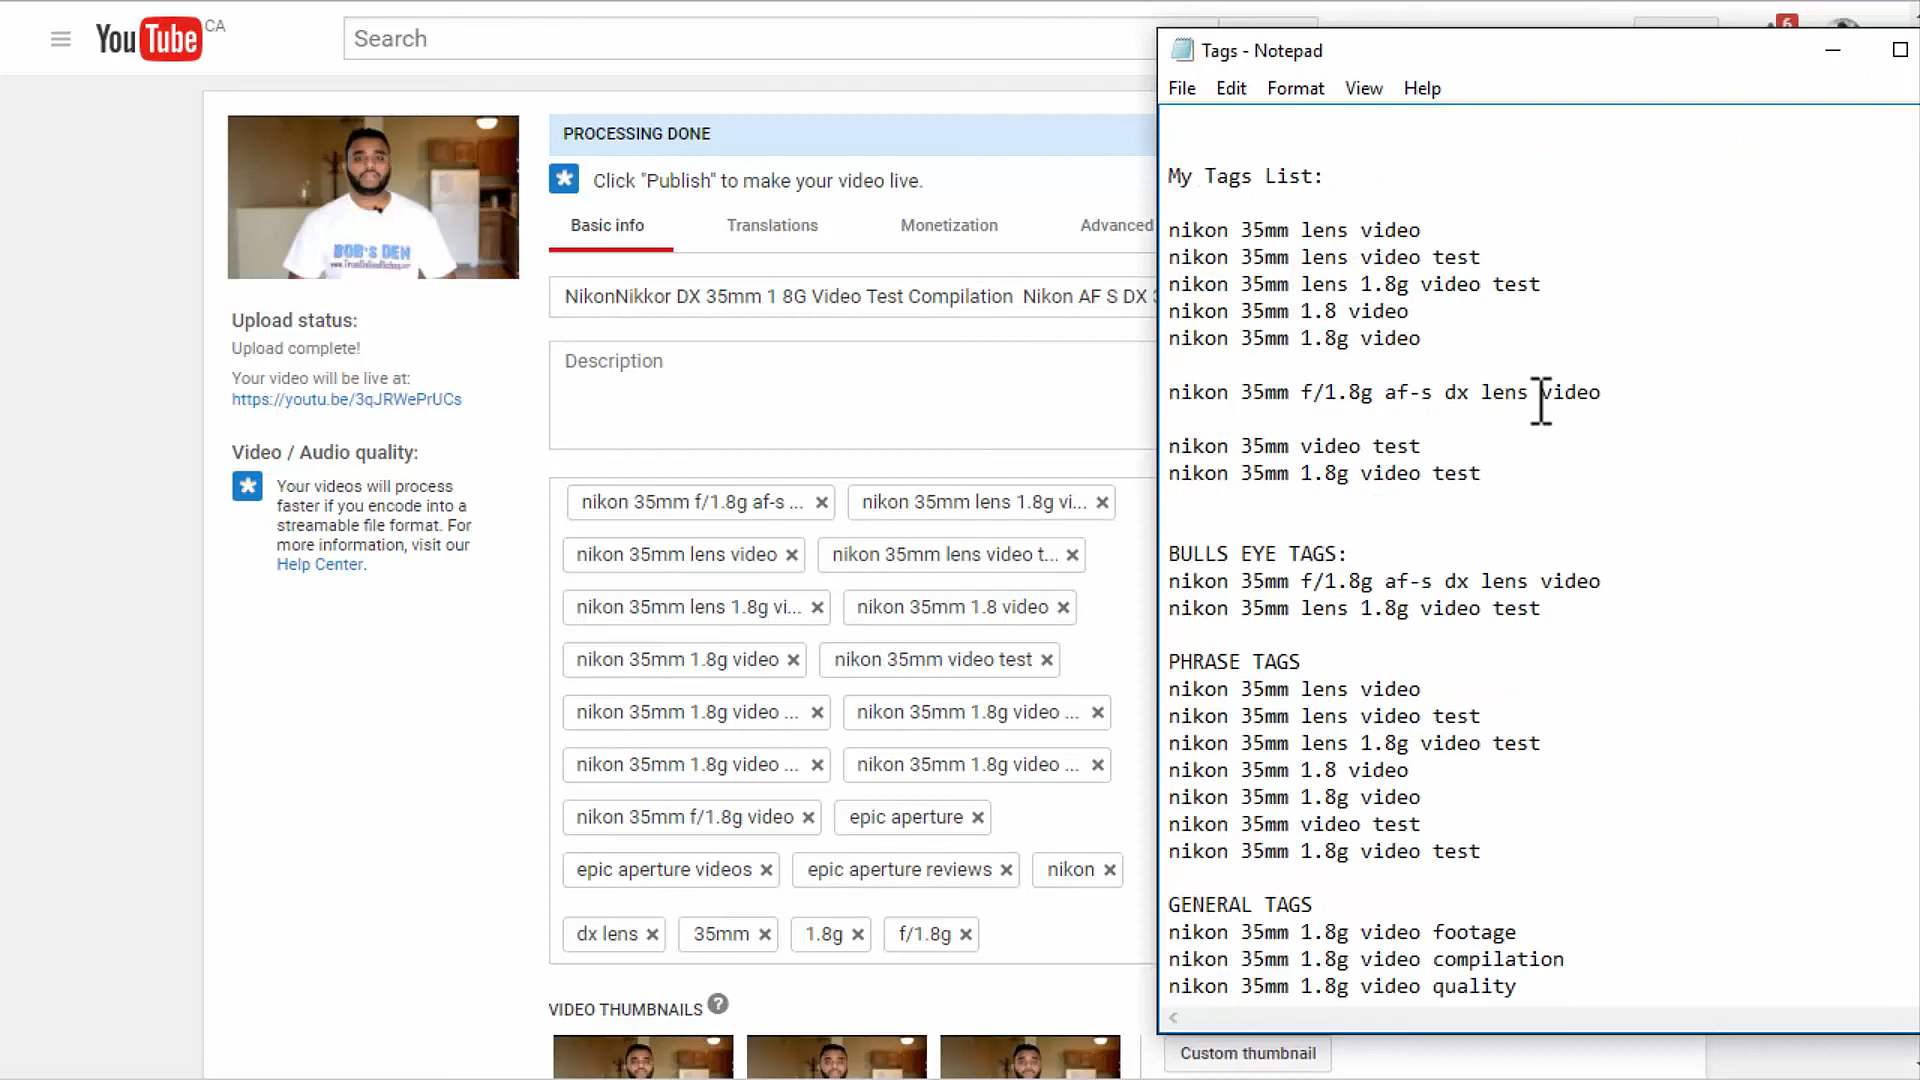 YouTube CA
Search
6
PROCESSING DONE
Click "Publish" to make your video live.
Basic info
Translations
Monetization
Advanced
NikonNikkor DX 35mm 1 8G Video Test Compilation Nikon AF S DX
Description
BOB'S DEN
Upload status:
Upload complete!
Your video will be live at:
https://youtu.be/3qJRWePrUCs
Video / Audio quality:
Your videos will process
faster if you encode into a
streamable file format. For
more information, visit our
Help Center.
nikon 35mm f/1.8g af-s ...
nikon 35mm lens 1.8g vi...
nikon 35mm lens video
nikon 35mm lens video t...
nikon 35mm lens 1.8g vi...
nikon 35mm 1.8 video
nikon 35mm 1.8g video
nikon 35mm video test
nikon 35mm 1.8g video ...
nikon 35mm 1.8g video ...
nikon 35mm 1.8g video ...
nikon 35mm 1.8g video ...
nikon 35mm f/1.8g video
epic aperture
epic aperture videos
epic aperture reviews
nikon
dx lens
35mm
1.8g
f/1.8g
VIDEO THUMBNAILS ?
Custom thumbnail
Tags - Notepad
File Edit Format View Help
My Tags List:
nikon 35mm lens video
nikon 35mm lens video test
nikon 35mm lens 1.8g video test
nikon 35mm 1.8 video
nikon 35mm 1.8g video
nikon 35mm f/1.8g af-s dx lens video
nikon 35mm video test
nikon 35mm 1.8g video test
BULLS EYE TAGS:
nikon 35mm f/1.8g af-s dx lens video
nikon 35mm lens 1.8g video test
PHRASE TAGS
nikon 35mm lens video
nikon 35mm lens video test
nikon 35mm lens 1.8g video test
nikon 35mm 1.8 video
nikon 35mm 1.8g video
nikon 35mm video test
nikon 35mm 1.8g video test
GENERAL TAGS
nikon 35mm 1.8g video footage
nikon 35mm 1.8g video compilation
nikon 35mm 1.8g video quality